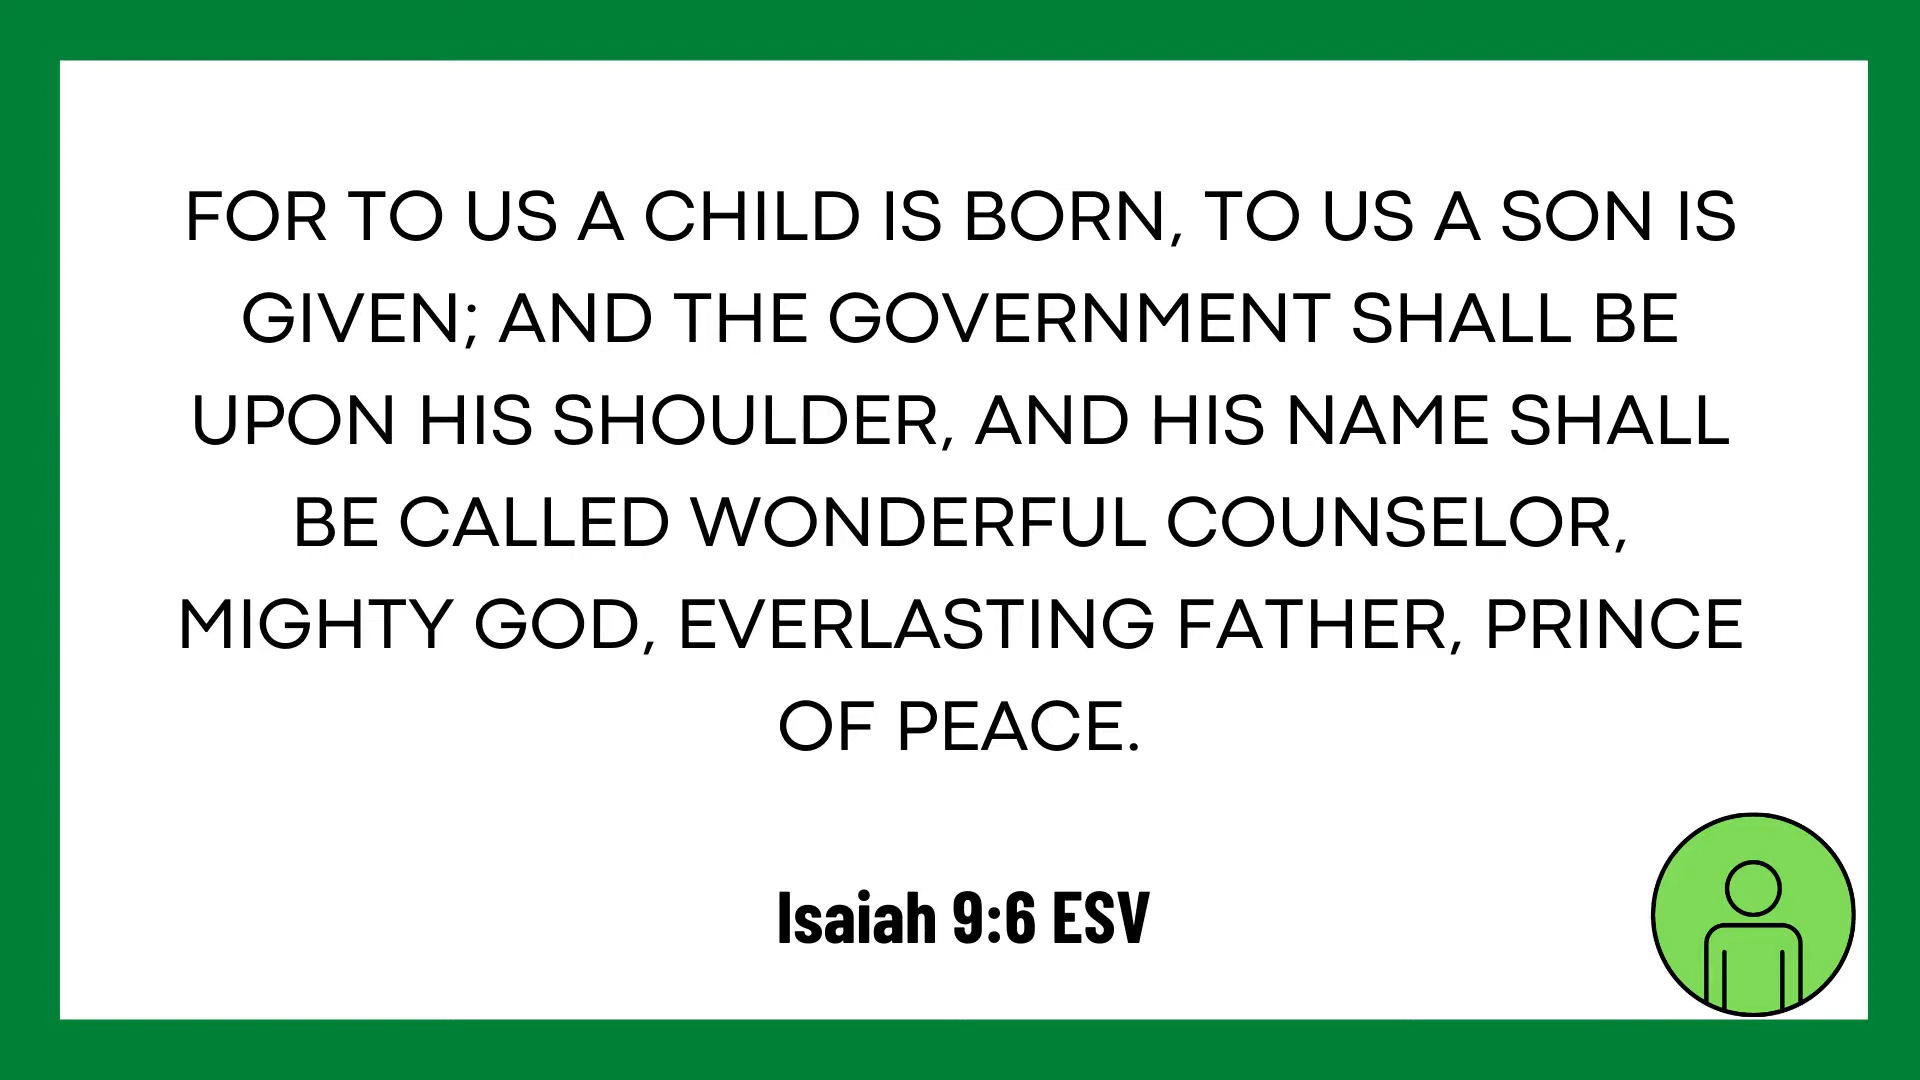 FOR TO US A CHILD IS BORN, TO US A SON IS
GIVEN; AND THE GOVERNMENT SHALL BE
UPON HIS SHOULDER, AND HIS NAME SHALL
BE CALLED WONDERFUL COUNSELOR,
MIGHTY GOD, EVERLASTING FATHER, PRINCE
OF PEACE.
Isaiah 9:6 ESV